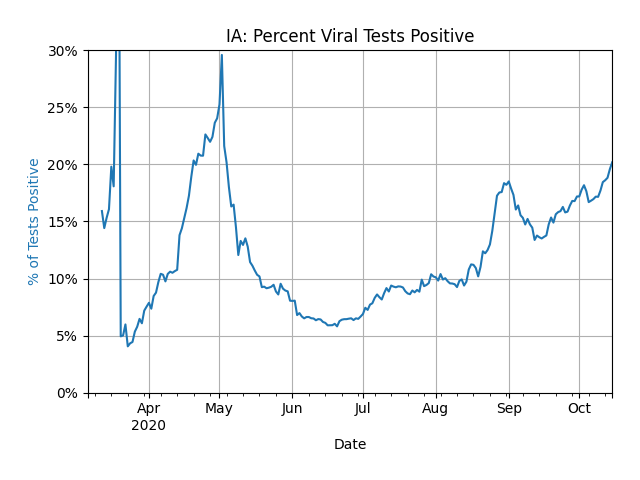 IA: Percent Viral Tests Positive
30%
25%
20%
15%
10%
5%
0%
% of Tests Positive
Apr May Jun Jul Aug Sep Oct
2020
Date